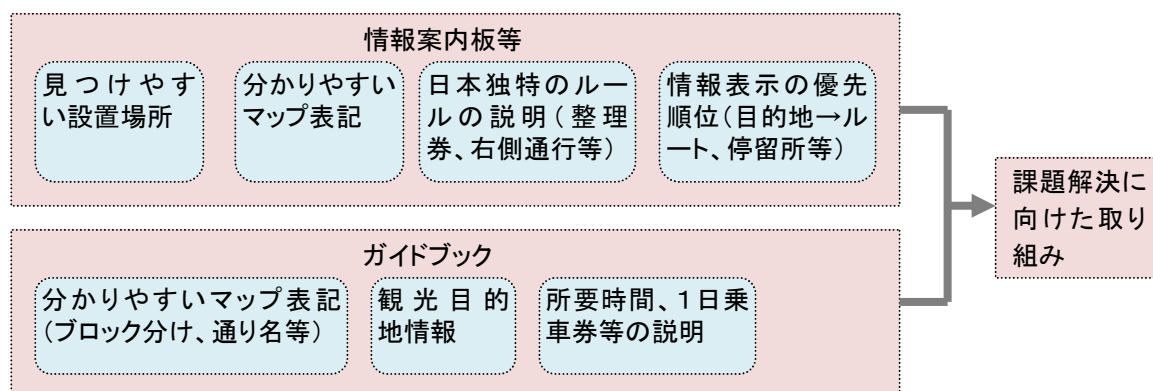 情報案内板等
見つけやす
い設置場所
分かりやすい
マップ表記
日本独特のルー
ルの説明(整理
券、右側通行等)
情報表示の優先
順位(目的地→ル
ート、停留所等)
ガイドブック
分かりやすいマップ表記
(ブロック分け、通り名等)
観光目的
地情報
所要時間、1日乗
車券等の説明
課題解決に
向けた取り
組み